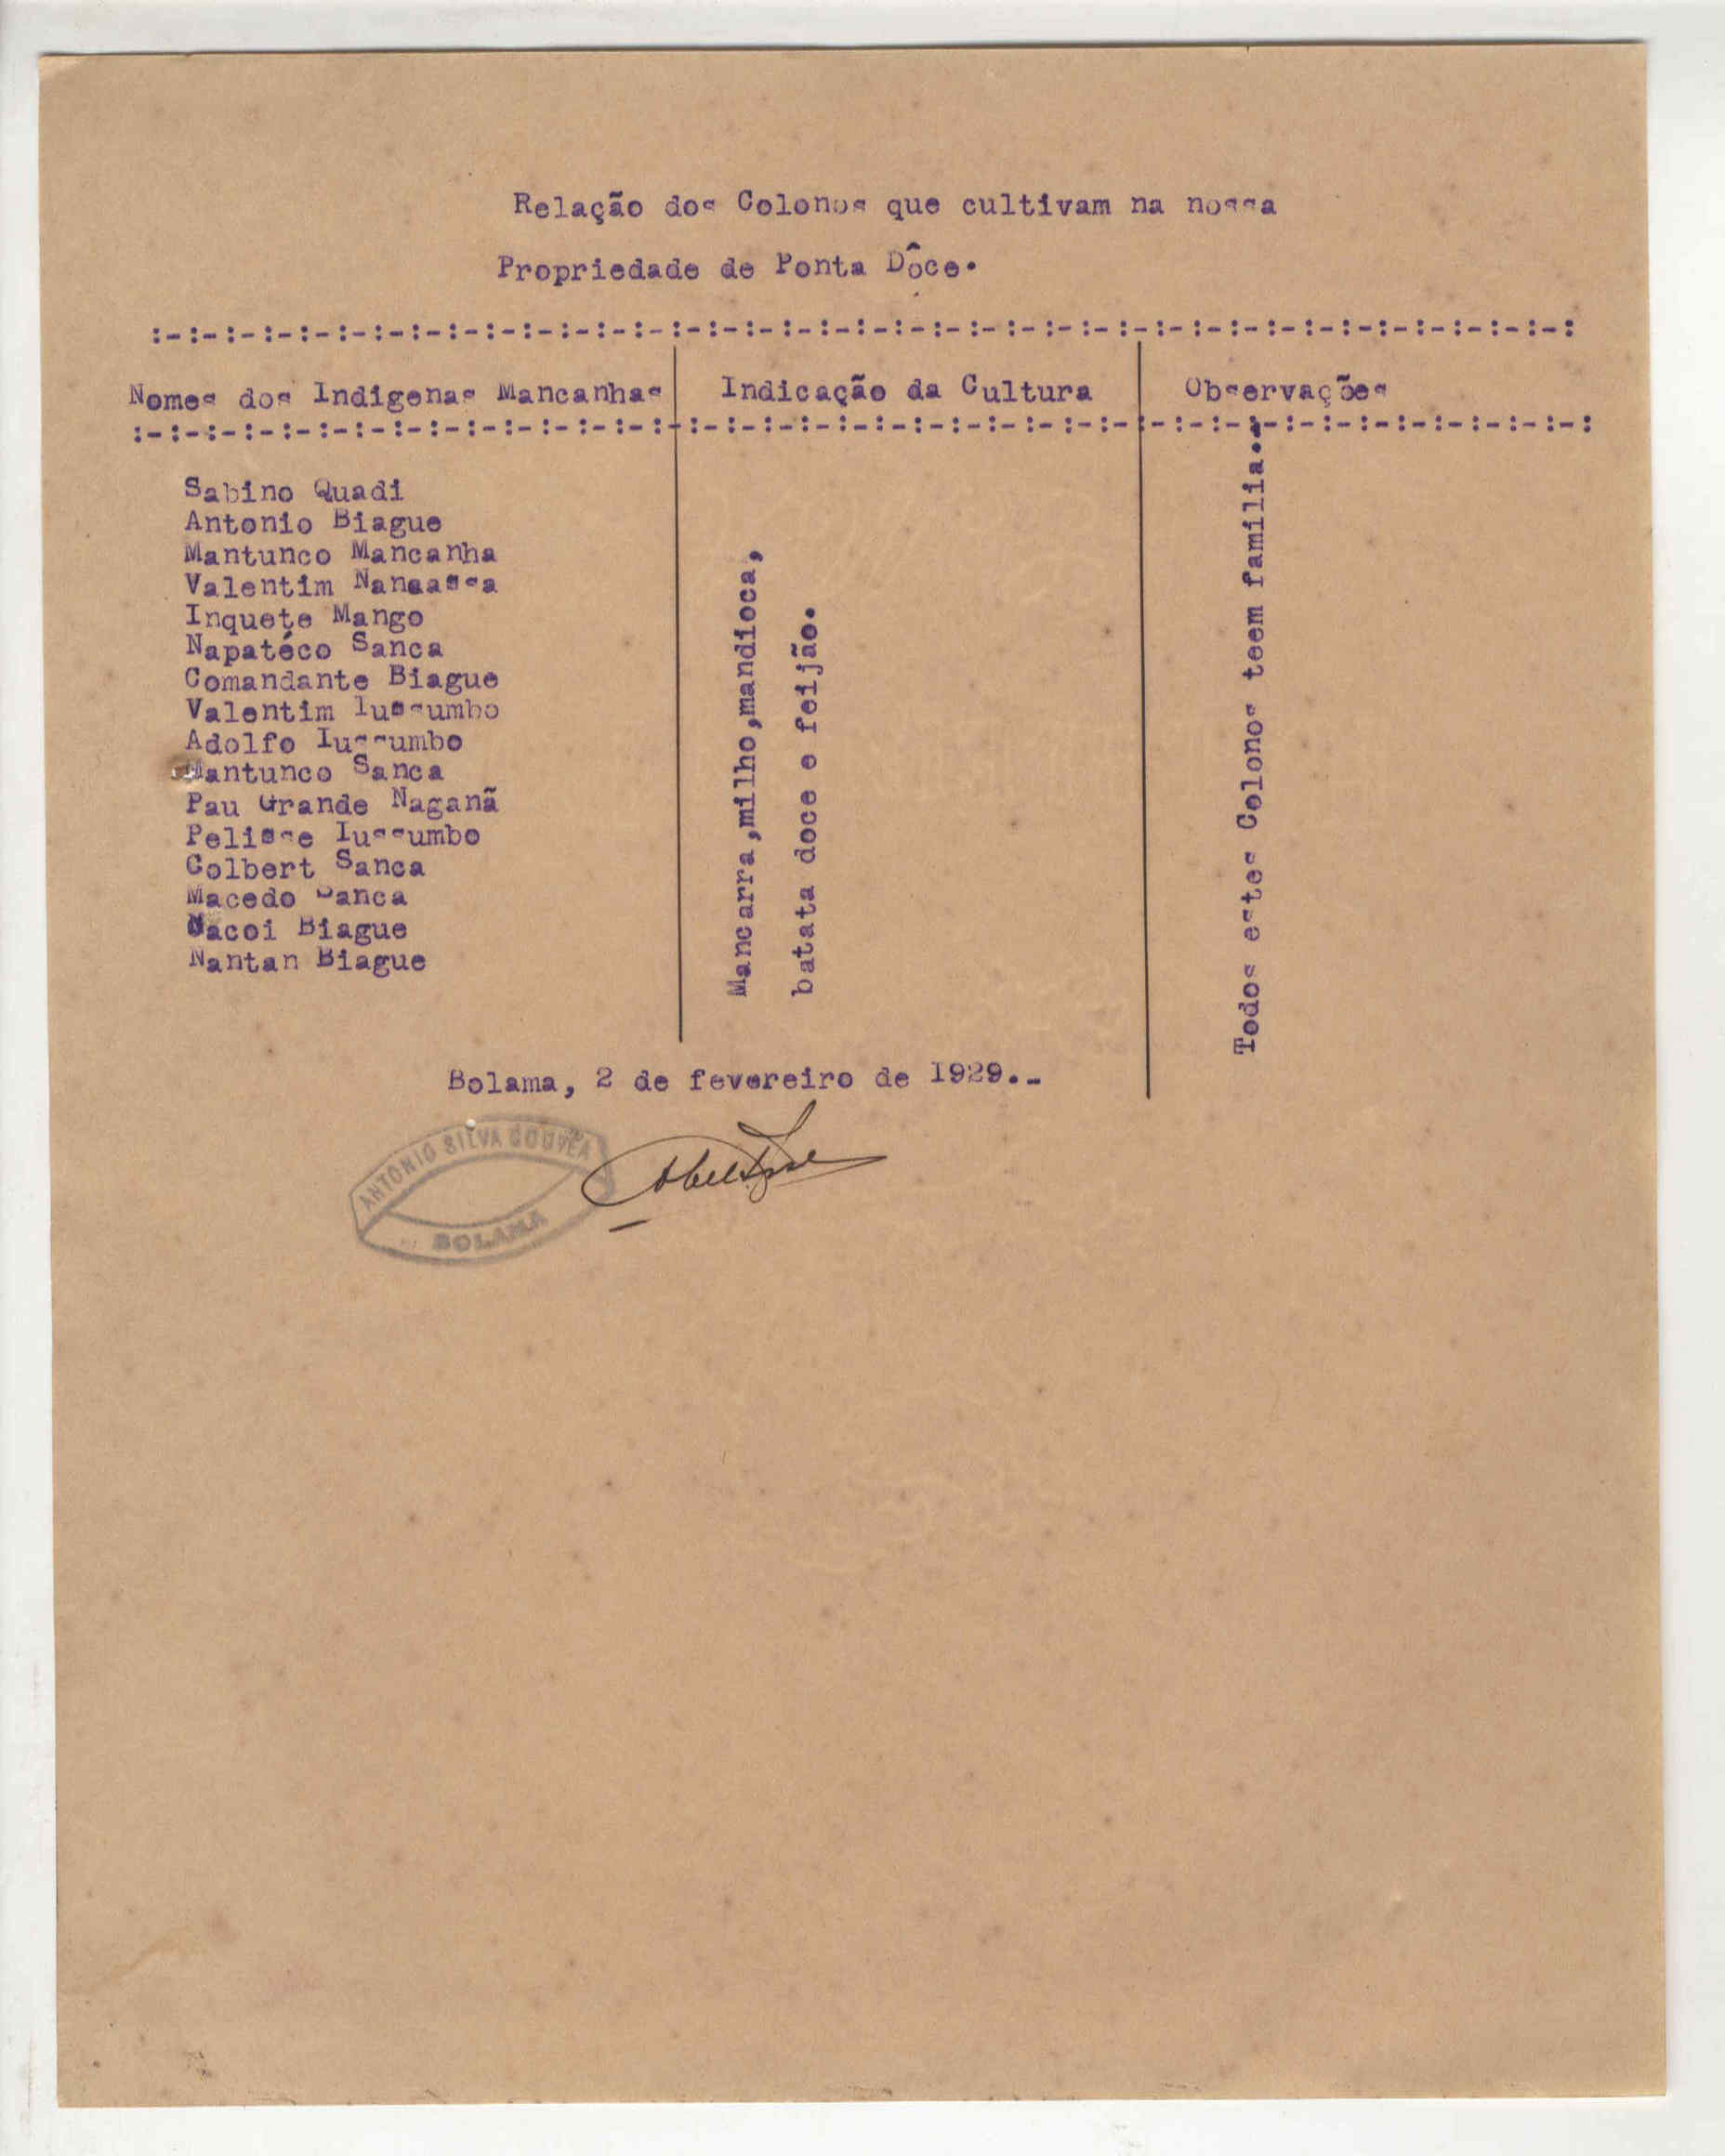 Relação dos Colonos que cultivam na nossa
Propriedade de Ponta Dôce.
:-:-:-:-:-:-:-:-:-:-:-:-:-:-:-:-:-:-:-:-:-:-:-:-:-:-:-:-:-:-:-:-:-:-:-:-:-:-:
Nomes dos Indigenas Mancanhas Indicação da Cultura Observações
:-:-:-:-:-:-:-:-:-:-:-:-:-:-:-:-:-:-:-:-:-:-:-:-:-:-:-:-:-:-:-:-:-:-:-:-:-:-:-:
Sabino Quadi
Antonio Biague
Mantunco Mancanha
Valentim
Inquete Mango
Napatéco Sanca
Comandante Biague
Valentim Iussumbo
Adolfo Iussumbo
Mantunco Sanca
Pau Grande Naganã
Pelisse Iussumbo
Colbert Sanca
Macedo Sanca
Nacoi Biague
Nantan Biague
Mancarra,milho,mandioca,
batata doce e feijão.
Todos estes Colonos teem familia..
Bolama, 2 de fevereiro de 1929.-
ANTONIO SILVA GOUVÊA
BOLAMA